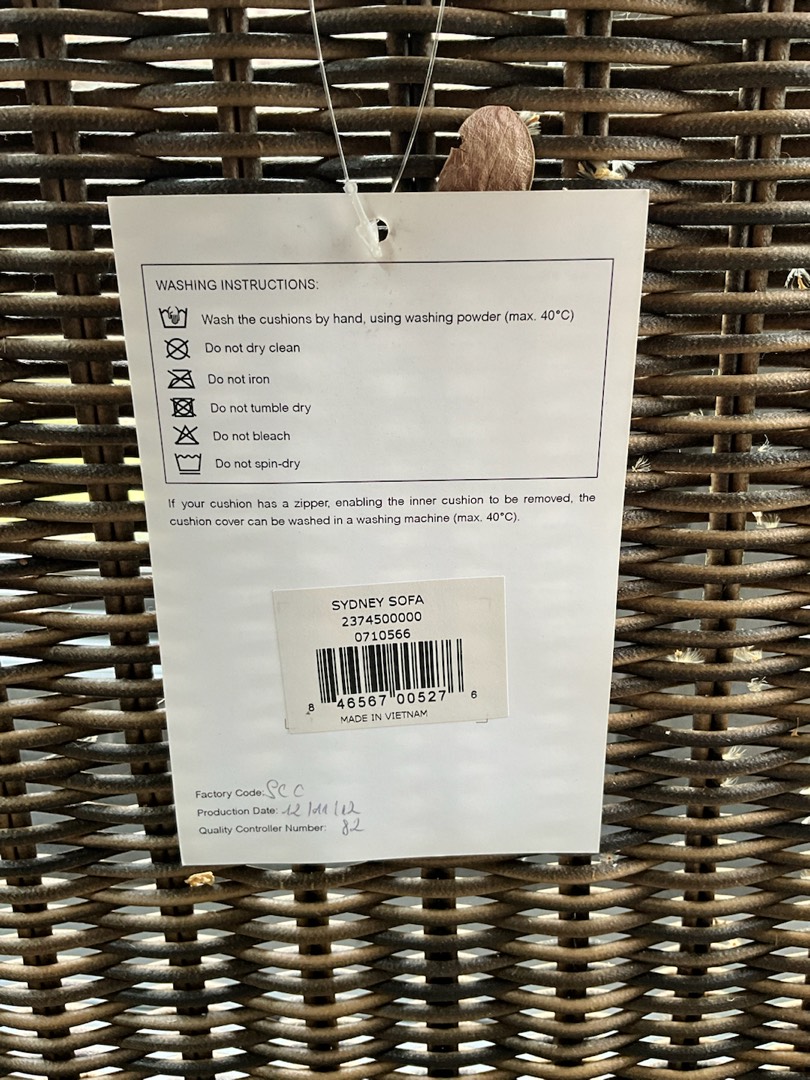 WASHING INSTRUCTIONS:
Wash the cushions by hand, using washing powder (max. 40°C)
Do not dry clean
Do not iron
Do not tumble dry
Do not bleach
Do not spin-dry
If your cushion has a zipper, enabling the inner cushion to be removed, the
cushion cover can be washed in a washing machine (max. 40°C).
SYDNEY SOFA
2374500000
0710566
8 46567 00527 6
MADE IN VIETNAM
Factory Code: SCC
Production Date: 12/11/12
Quality Controller Number: 82